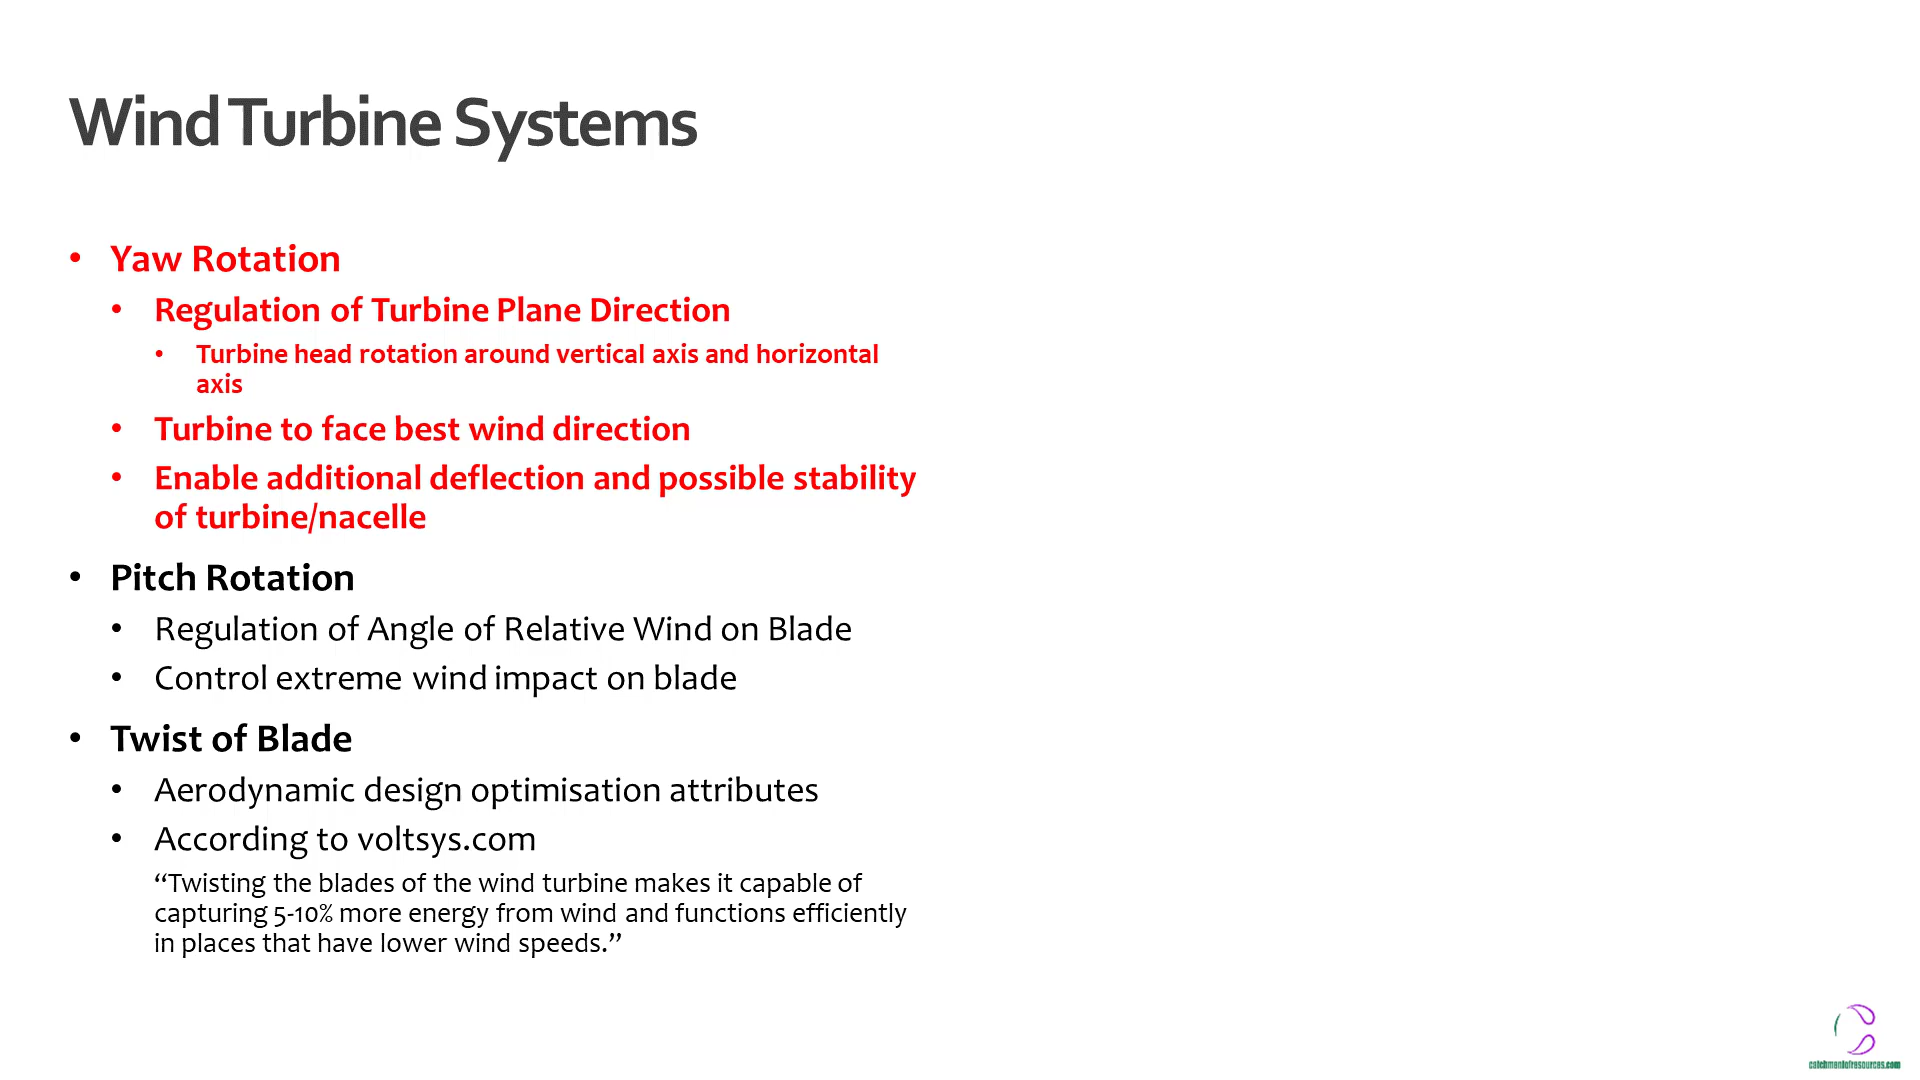 Wind Turbine Systems
• Yaw Rotation
• Regulation of Turbine Plane Direction
• Turbine head rotation around vertical axis and horizontal
axis
• Turbine to face best wind direction
• Enable additional deflection and possible stability
of turbine/nacelle
• Pitch Rotation
• Regulation of Angle of Relative Wind on Blade
• Control extreme wind impact on blade
• Twist of Blade
• Aerodynamic design optimisation attributes
• According to voltsys.com
“Twisting the blades of the wind turbine makes it capable of
capturing 5-10% more energy from wind and functions efficiently
in places that have lower wind speeds.”
catchmentofresources.com